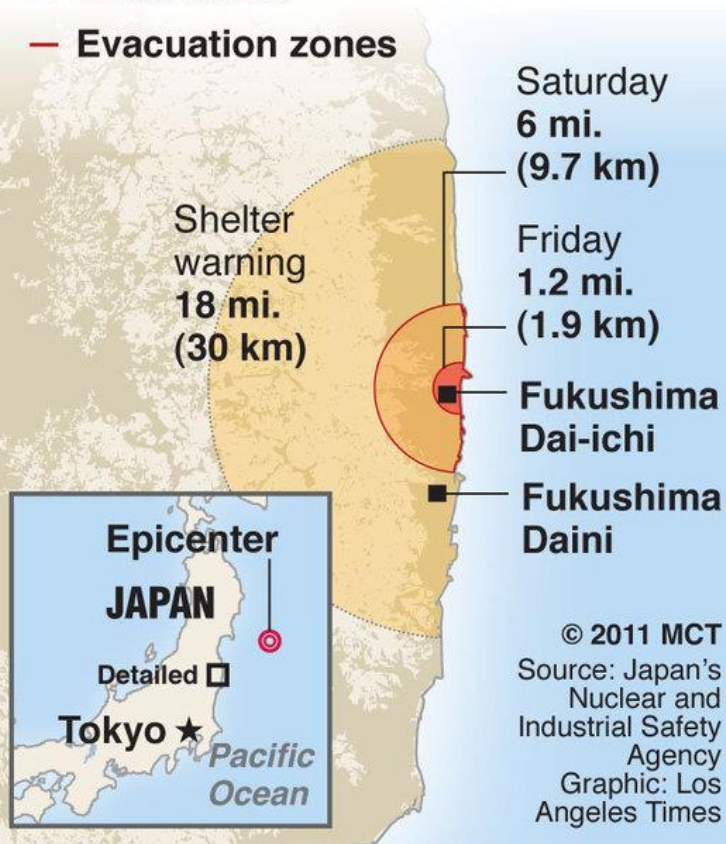 Evacuation zones
Saturday
6 mi.
(9.7 km)
Shelter
warning
18 mi.
(30 km)
Friday
1.2 mi.
(1.9 km)
Fukushima
Dai-ichi
Fukushima
Daini
Epicenter
JAPAN
Detailed
Tokyo
Pacific
Ocean
© 2011 MCT
Source: Japan's
Nuclear and
Industrial Safety
Agency
Graphic: Los
Angeles Times